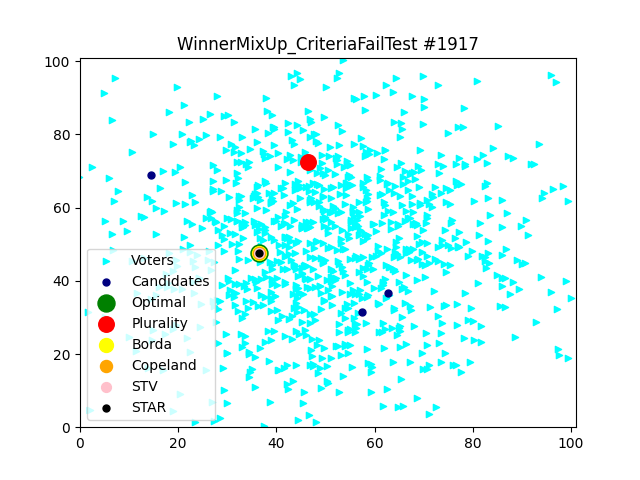 WinnerMixUp_CriteriaFailTest #1917
100
80
60
40
20
0
Voters
Candidates
Optimal
Plurality
Borda
Copeland
STV
STAR
0 20 40 60 80 100